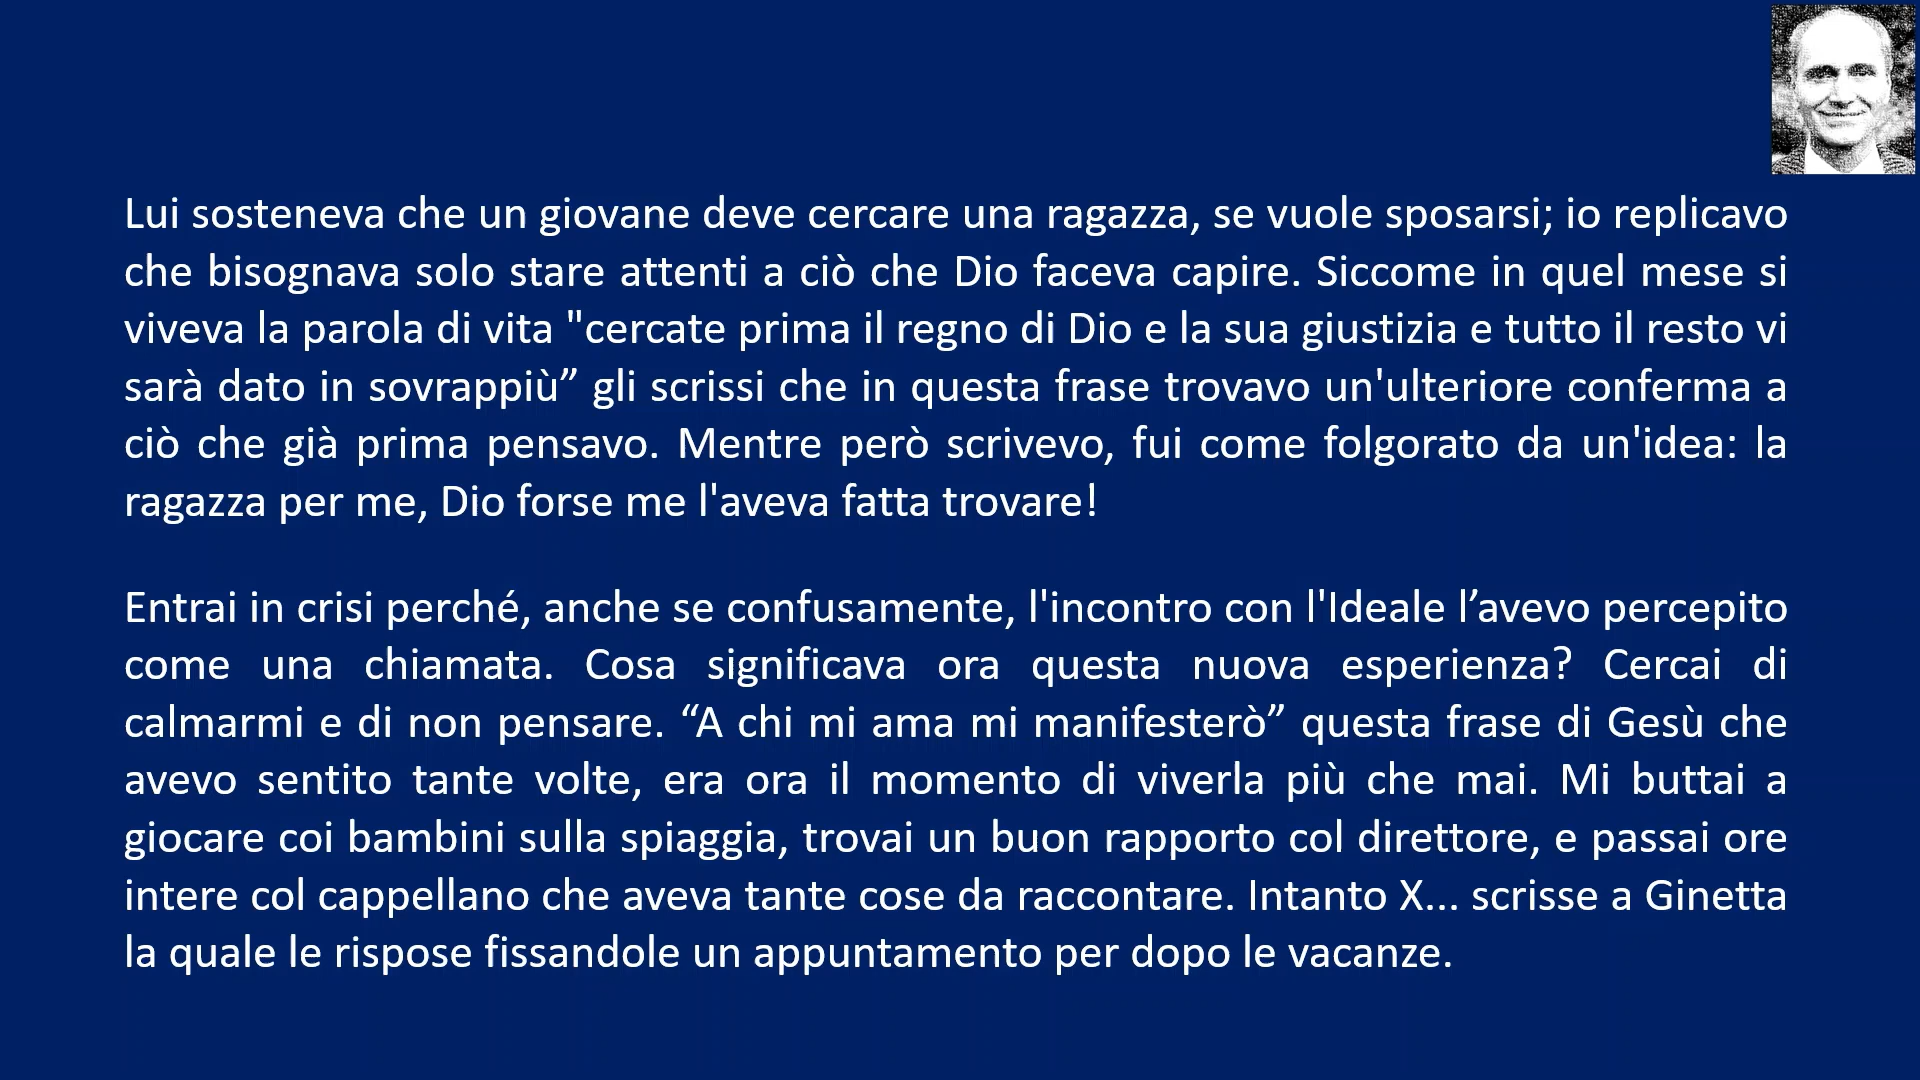 Lui sosteneva che un giovane deve cercare una ragazza, se vuole sposarsi; io replicavo
che bisognava solo stare attenti a ciò che Dio faceva capire. Siccome in quel mese si
viveva la parola di vita "cercate prima il regno di Dio e la sua giustizia e tutto il resto vi
sarà dato in sovrappiù” gli scrissi che in questa frase trovavo un'ulteriore conferma a
ciò che già prima pensavo. Mentre però scrivevo, fui come folgorato da un'idea: la
ragazza per me, Dio forse me l'aveva fatta trovare!
Entrai in crisi perché, anche se confusamente, l'incontro con l'Ideale l’avevo percepito
come una chiamata. Cosa significava ora questa nuova esperienza? Cercai di
calmarmi e di non pensare. “A chi mi ama mi manifesterò” questa frase di Gesù che
avevo sentito tante volte, era ora il momento di viverla più che mai. Mi buttai a
giocare coi bambini sulla spiaggia, trovai un buon rapporto col direttore, e passai ore
intere col cappellano che aveva tante cose da raccontare. Intanto X... scrisse a Ginetta
la quale le rispose fissandole un appuntamento per dopo le vacanze.